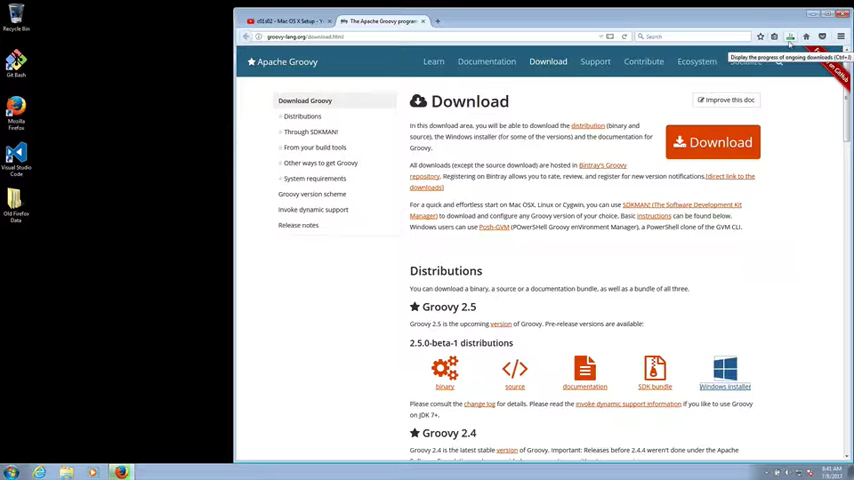 Recycle Bin
Git Bash
Mozilla
Firefox
Visual Studio
Code
Old Firefox
Data
c01s02 - Mac OS X Setup - Y
The Apache Groovy program
groovy-lang.org/download.html
Search
Display the progress of ongoing downloads (Ctrl+J)
Apache Groovy
Learn
Documentation
Download
Support
Contribute
Ecosystem
on GitHub
Download Groovy
Distributions
Through SDKMAN!
From your build tools
Other ways to get Groovy
System requirements
Groovy version scheme
Invoke dynamic support
Release notes
Download
Improve this doc
In this download area, you will be able to download the distribution (binary and
source), the Windows installer (for some of the versions) and the documentation for
Groovy.
Download
All downloads (except the source download) are hosted in Bintray's Groovy
repository. Registering on Bintray allows you to rate, review, and register for new version notifications.(direct link to the
downloads)
For a quick and effortless start on Mac OSX, Linux or Cygwin, you can use SDKMAN! (The Software Development Kit
Manager) to download and configure any Groovy version of your choice. Basic instructions can be found below.
Windows users can use Posh-GVM (POwerSHell Groovy enVironment Manager), a PowerShell clone of the GVM CLI.
Distributions
You can download a binary, a source or a documentation bundle, as well as a bundle of all three.
Groovy 2.5
Groovy 2.5 is the upcoming version of Groovy. Pre-release versions are available:
2.5.0-beta-1 distributions
binary
source
documentation
SDK bundle
Windows installer
Please consult the change log for details. Please read the invoke dynamic support information if you like to use Groovy
on JDK 7+.
Groovy 2.4
Groovy 2.4 is the latest stable version of Groovy. Important: Releases before 2.4.4 weren't done under the Apache
8:41 AM
7/8/2017